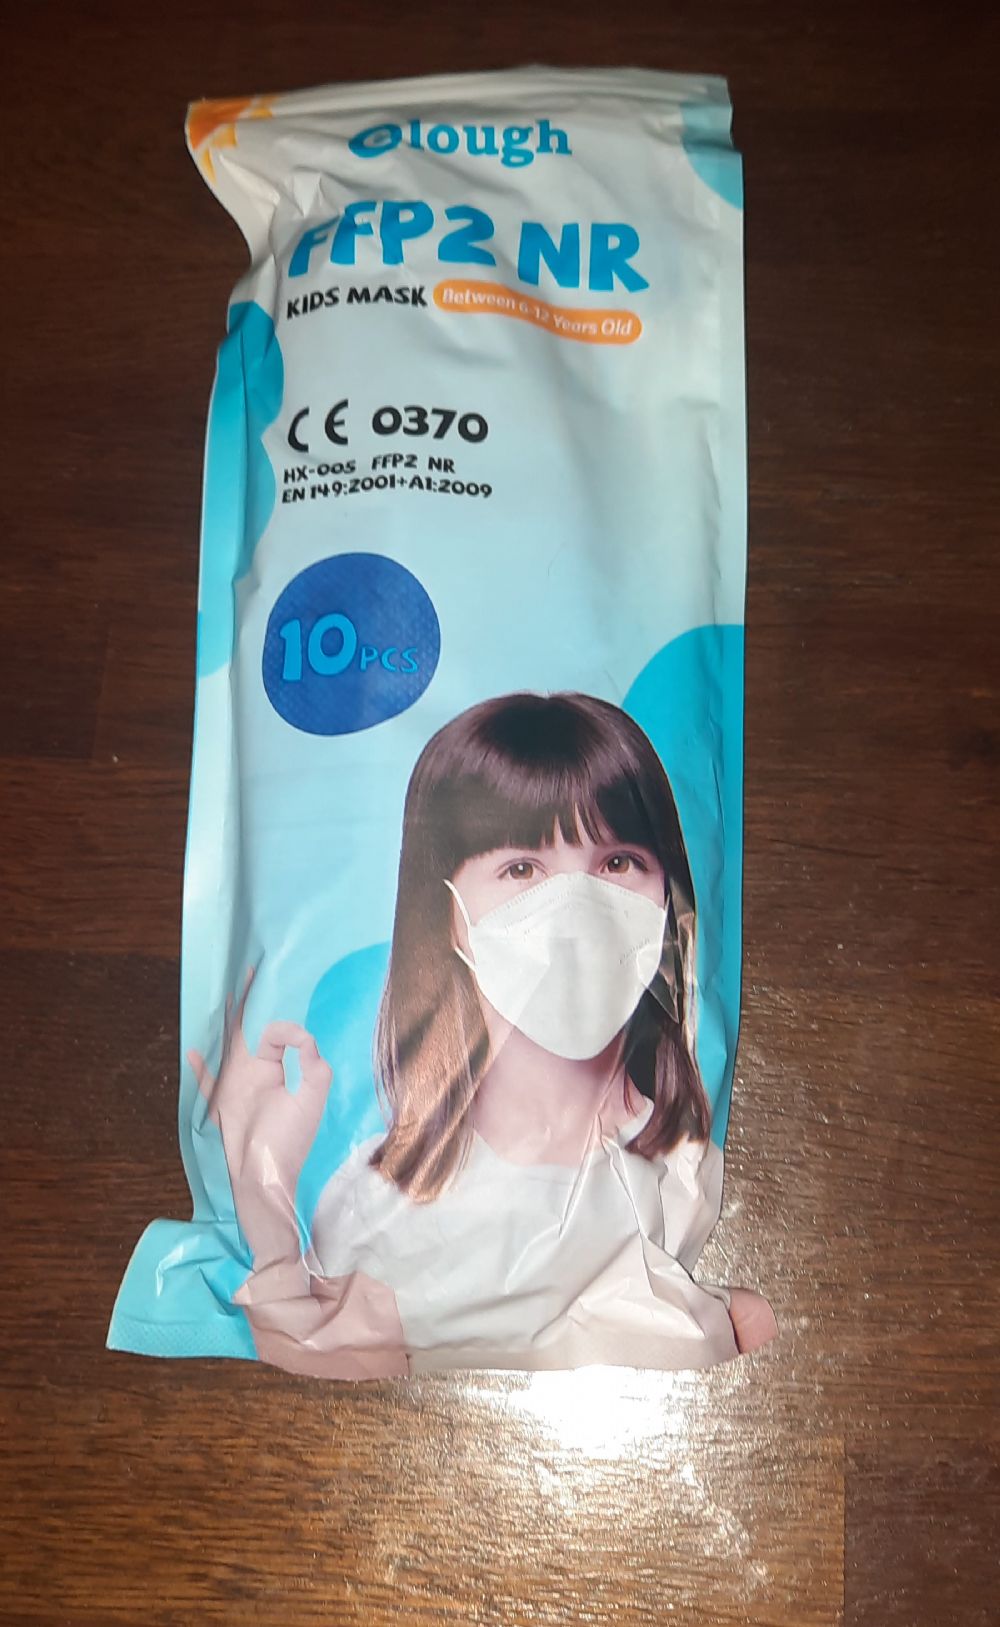 Clough
FFP2 NR
KIDS MASK Between 6-12 Years Old
CE 0370
HX-005 FFP2 NR
EN 149:2001+A1:2009
10PCS